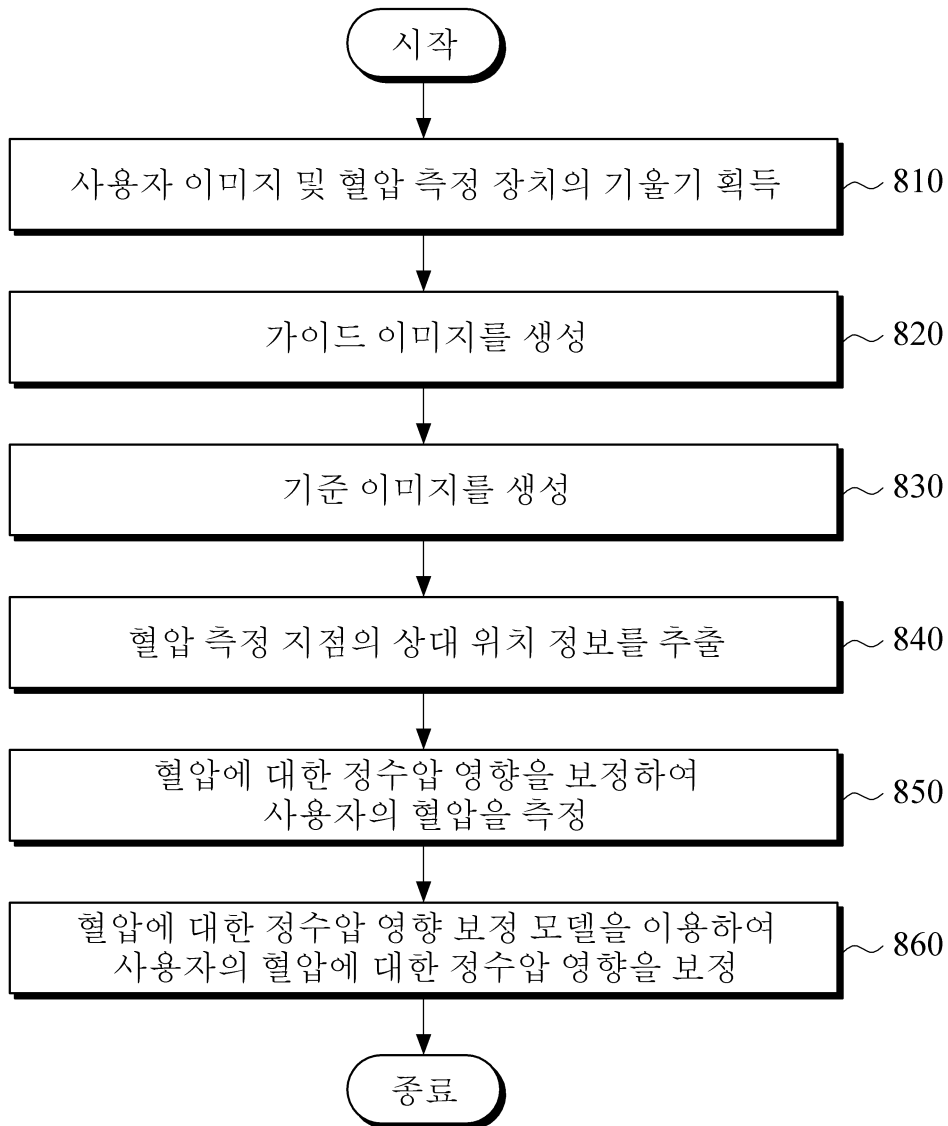 시작
사용자 이미지 및 혈압 측정 장치의 기울기 획득
810
가이드 이미지를 생성
820
기준 이미지를 생성
830
혈압 측정 지점의 상대 위치 정보를 추출
840
혈압에 대한 정수압 영향을 보정하여
사용자의 혈압을 측정
850
혈압에 대한 정수압 영향 보정 모델을 이용하여
사용자의 혈압에 대한 정수압 영향을 보정
860
종료